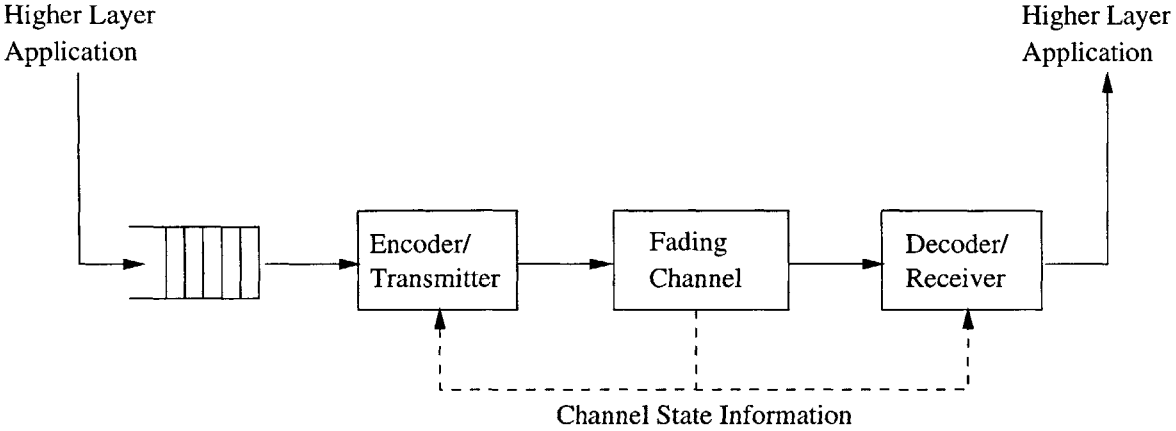 Higher Layer
Application
Higher Layer
Application
Encoder/
Transmitter
Fading
Channel
Decoder/
Receiver
Channel State Information